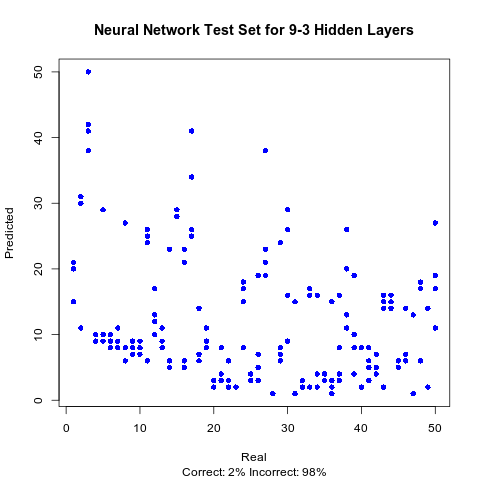 Neural Network Test Set for 9-3 Hidden Layers
Predicted
50
40
30
20
10
0
0 10 20 30 40 50
Real
Correct: 2% Incorrect: 98%